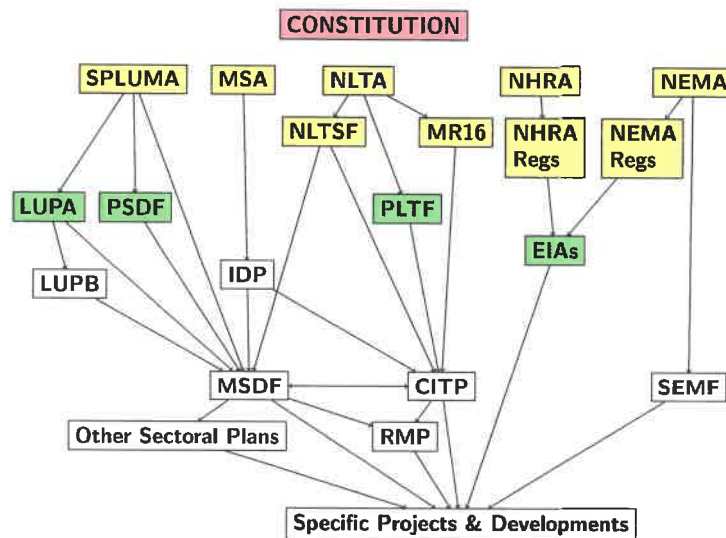 CONSTITUTION
SPLUMA
MSA
NLTA
NHRA
NEMA
NLTSF
MR16
NHRA
Regs
NEMA
Regs
LUPA
PSDF
PLTF
EIAs
LUPB
IDP
MSDF
CITP
SEMF
Other Sectoral Plans
RMP
Specific Projects & Developments